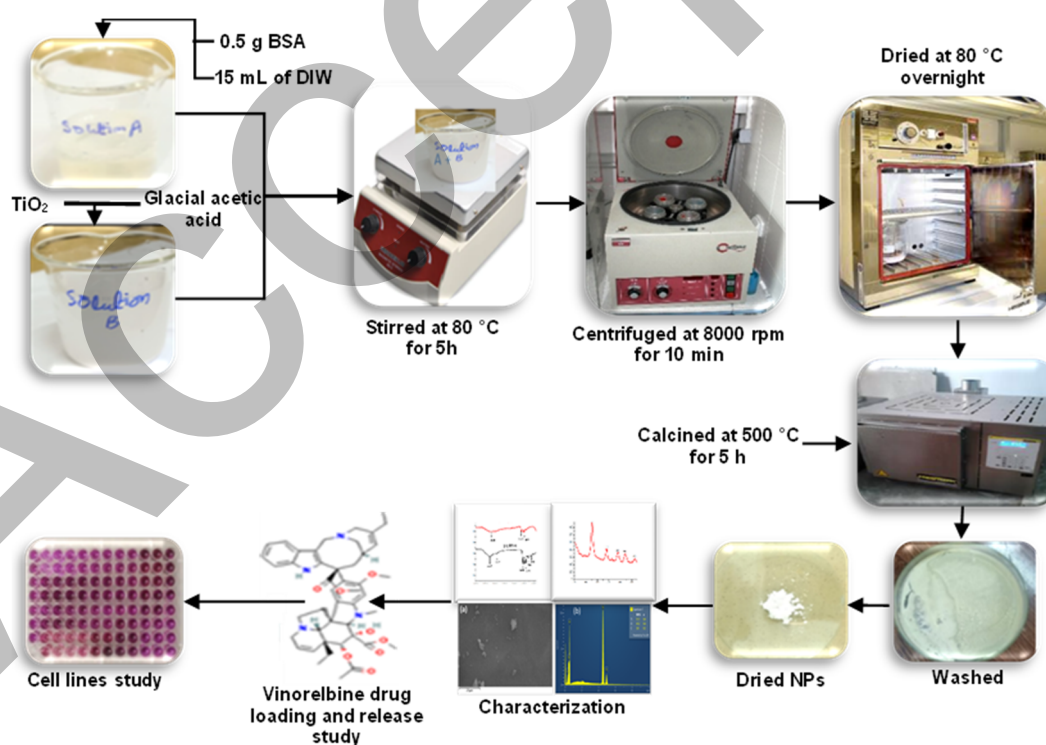 0.5 g BSA
15 mL of DIW
Solution A
TiO₂
Glacial acetic
acid
Solution
B
Solution
A + B
Stirred at 80 °C
for 5h
Centrifuged at 8000 rpm
for 10 min
Dried at 80 °C
overnight
Calcined at 500 °C
for 5 h
Washed
Dried NPs
(a)
(b)
Characterization
Vinorelbine drug
loading and release
study
Cell lines study